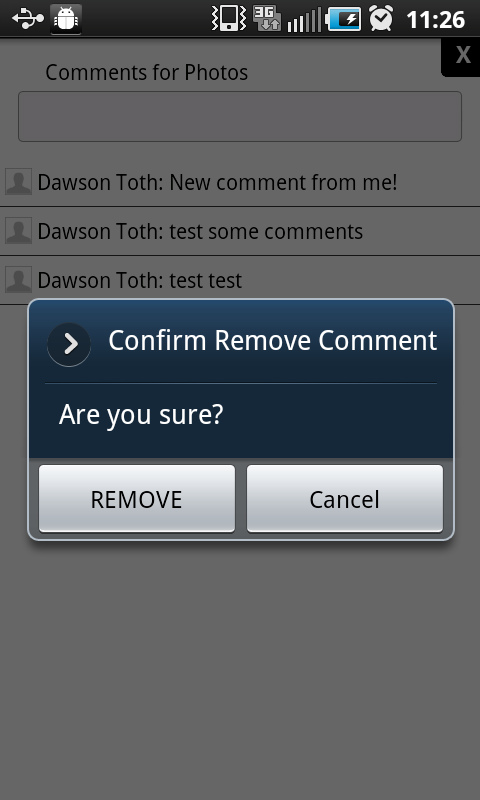 3G
11:26
X
Comments for Photos
Dawson Toth: New comment from me!
Dawson Toth: test some comments
Dawson Toth: test test
Confirm Remove Comment
Are you sure?
REMOVE
Cancel